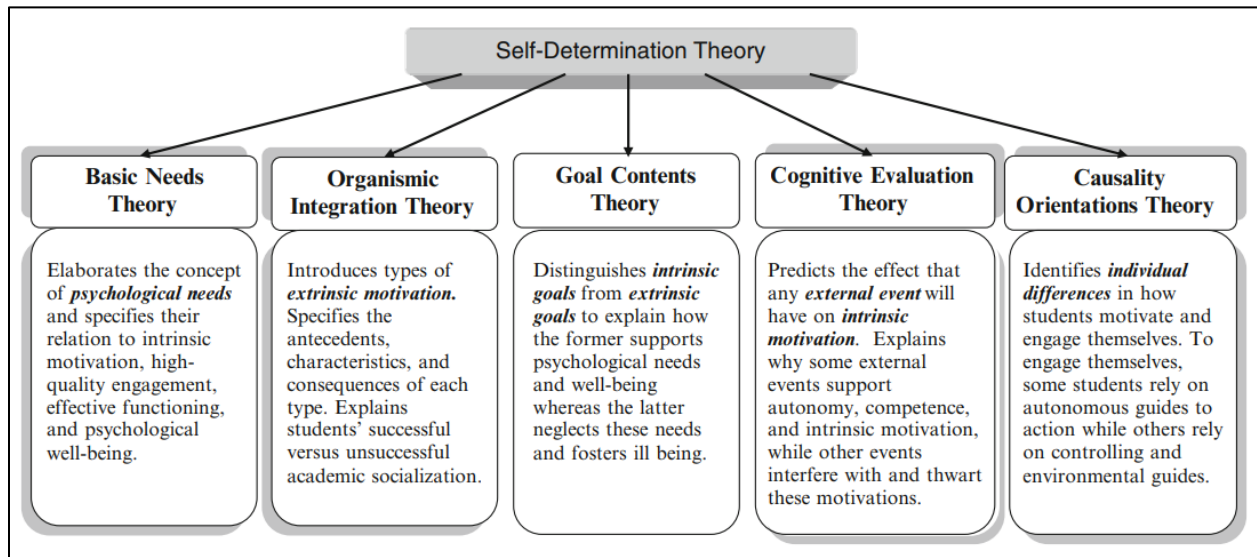 Self-Determination Theory
Basic Needs
Theory
Elaborates the concept
of psychological needs
and specifies their
relation to intrinsic
motivation, high-
quality engagement,
effective functioning,
and psychological
well-being.
Organismic
Integration Theory
Introduces types of
extrinsic motivation.
Specifies the
antecedents,
characteristics, and
consequences of each
type. Explains
students’ successful
versus unsuccessful
academic socialization.
Goal Contents
Theory
Distinguishes intrinsic
goals from extrinsic
goals to explain how
the former supports
psychological needs
and well-being
whereas the latter
neglects these needs
and fosters ill being.
Cognitive Evaluation
Theory
Predicts the effect that
any external event will
have on intrinsic
motivation. Explains
why some external
events support
autonomy, competence,
and intrinsic motivation,
while other events
interfere with and thwart
these motivations.
Causality
Orientations Theory
Identifies individual
differences in how
students motivate and
engage themselves. To
engage themselves,
some students rely on
autonomous guides to
action while others rely
on controlling and
environmental guides.